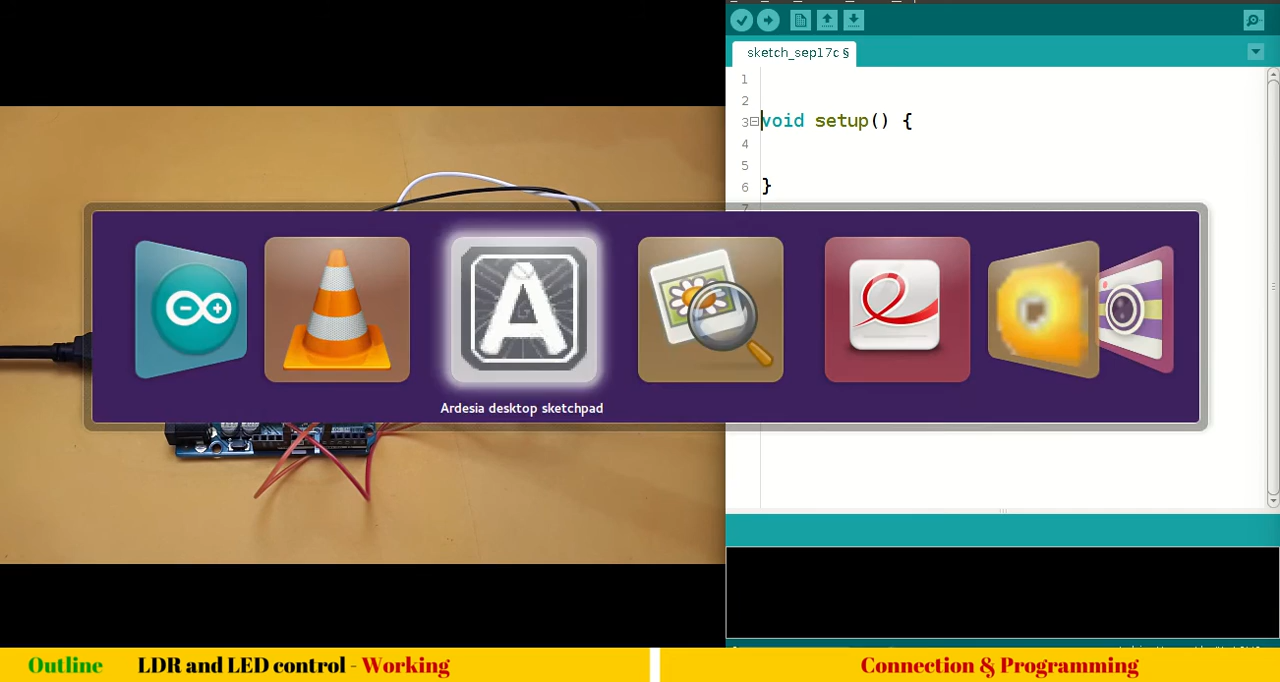 sketch_sep17c §
1
2
3 void setup() {
4
5
6 }
7
A
Ardesia desktop sketchpad
Outline LDR and LED control - Working
Connection & Programming